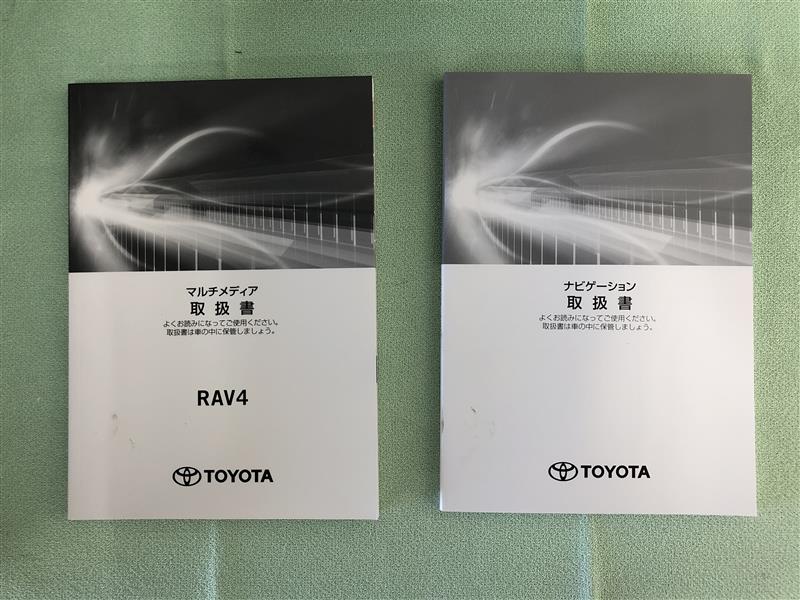 マルチメディア
取扱書
よくお読みになってご使用ください。
取扱書は車の中に保管しましょう。
RAV4
TOYOTA
ナビゲーション
取扱書
よくお読みになってご使用ください。
取扱書は車の中に保管しましょう。
TOYOTA